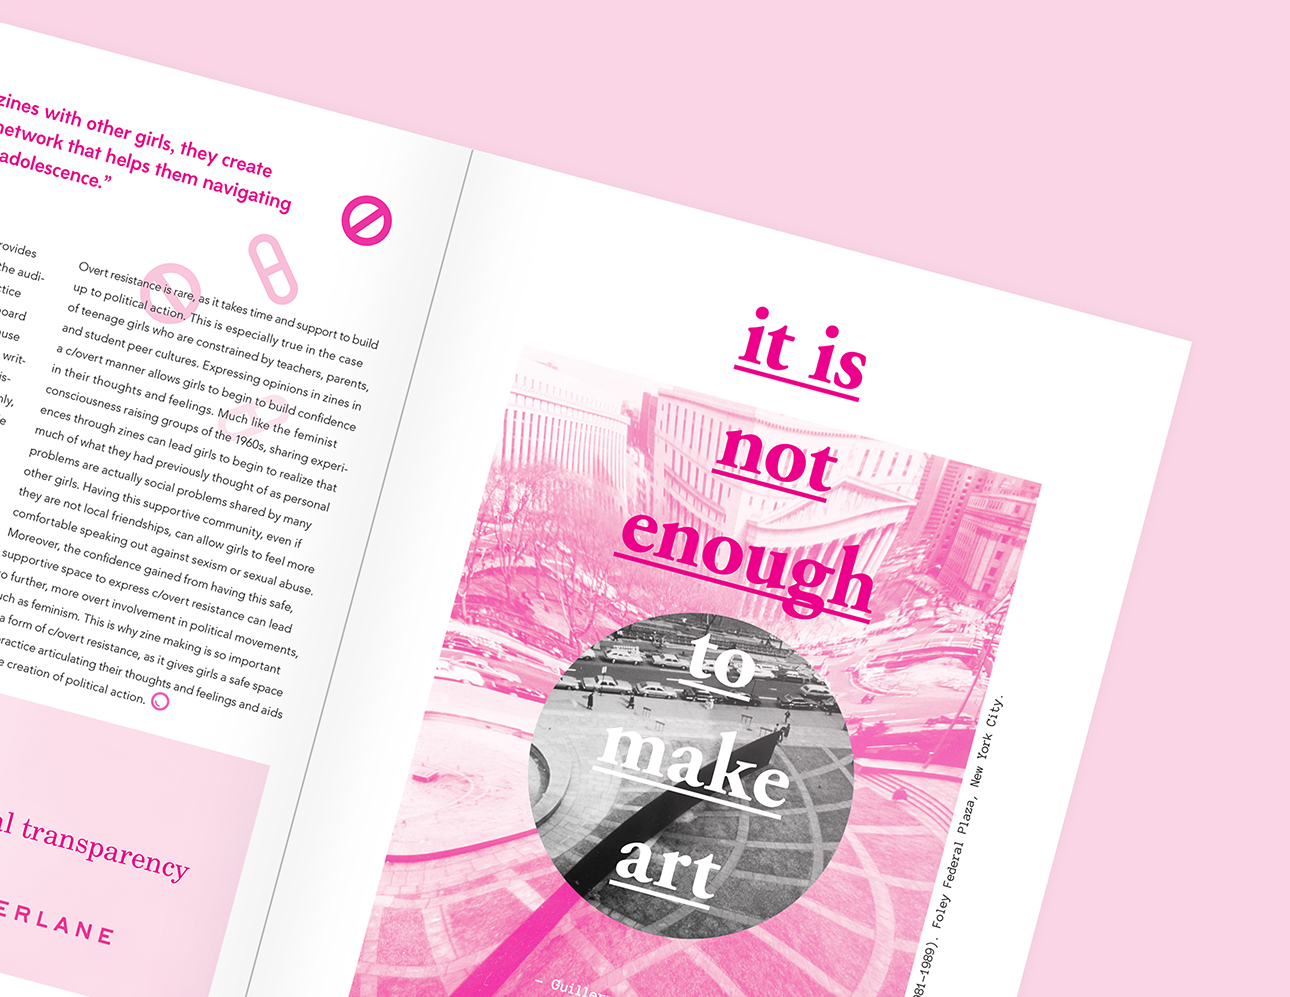 zines with other girls, they create
network that helps them navigating
adolescence.”
rovides
the audi-
ctice
oard
use
writ-
is-
nly,
Overt resistance is rare, as it takes time and support to build
up to political action. This is especially true in the case
of teenage girls who are constrained by teachers, parents,
and student peer cultures. Expressing opinions in zines in
a c/overt manner allows girls to begin to build confidence
in their thoughts and feelings. Much like the feminist
consciousness raising groups of the 1960s, sharing experi-
ences through zines can lead girls to begin to realize that
much of what they had previously thought of as personal
problems are actually social problems shared by many
other girls. Having this supportive community, even if
they are not local friendships, can allow girls to feel more
comfortable speaking out against sexism or sexual abuse.
Moreover, the confidence gained from having this safe,
supportive space to express c/overt resistance can lead
to further, more overt involvement in political movements,
uch as feminism. This is why zine making is so important
a form of c/overt resistance, as it gives girls a safe space
ractice articulating their thoughts and feelings and aids
e creation of political action.
al transparency
ERLANE
it is
not
enough
to
make
art
– Guiller
981–1989). Foley Federal Plaza, New York City.